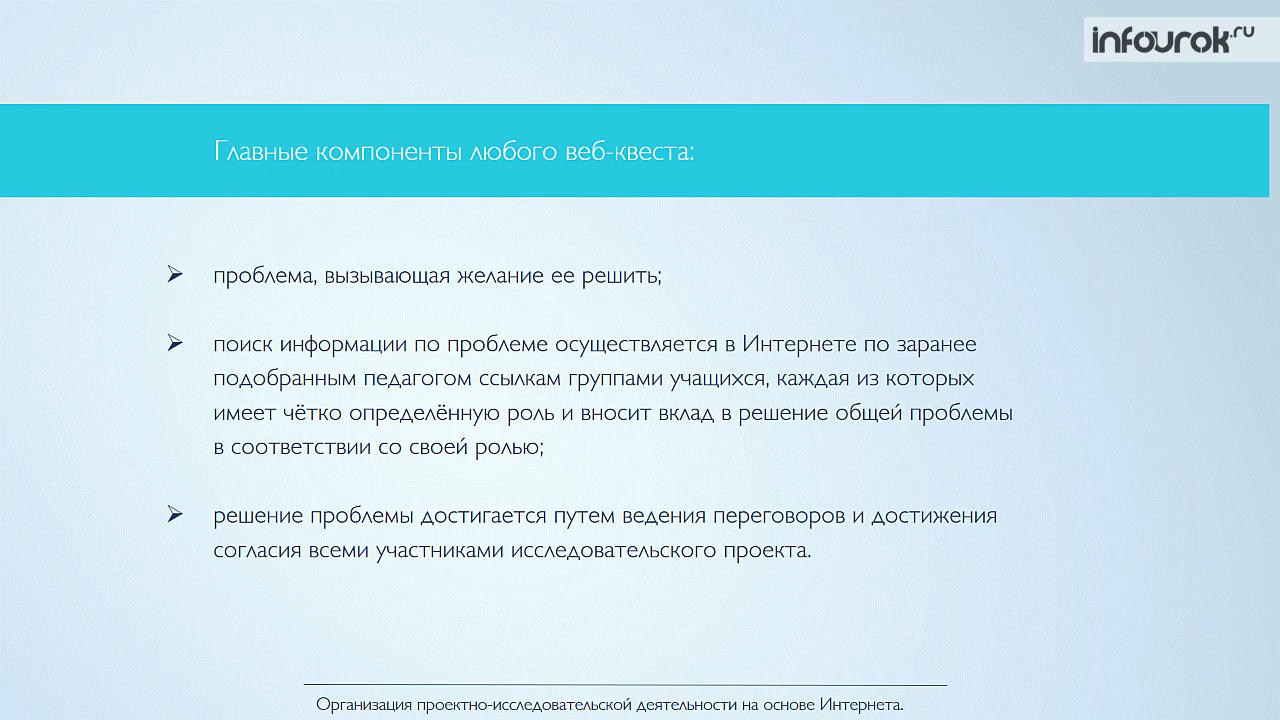 infourok.ru
Главные компоненты любого веб-квеста:
➢ проблема, вызывающая желание ее решить;
➢ поиск информации по проблеме осуществляется в Интернете по заранее
подобранным педагогом ссылкам группами учащихся, каждая из которых
имеет чётко определённую роль и вносит вклад в решение общей проблемы
в соответствии со своей ролью;
➢ решение проблемы достигается путем ведения переговоров и достижения
согласия всеми участниками исследовательского проекта.
Организация проектно-исследовательской деятельности на основе Интернета.